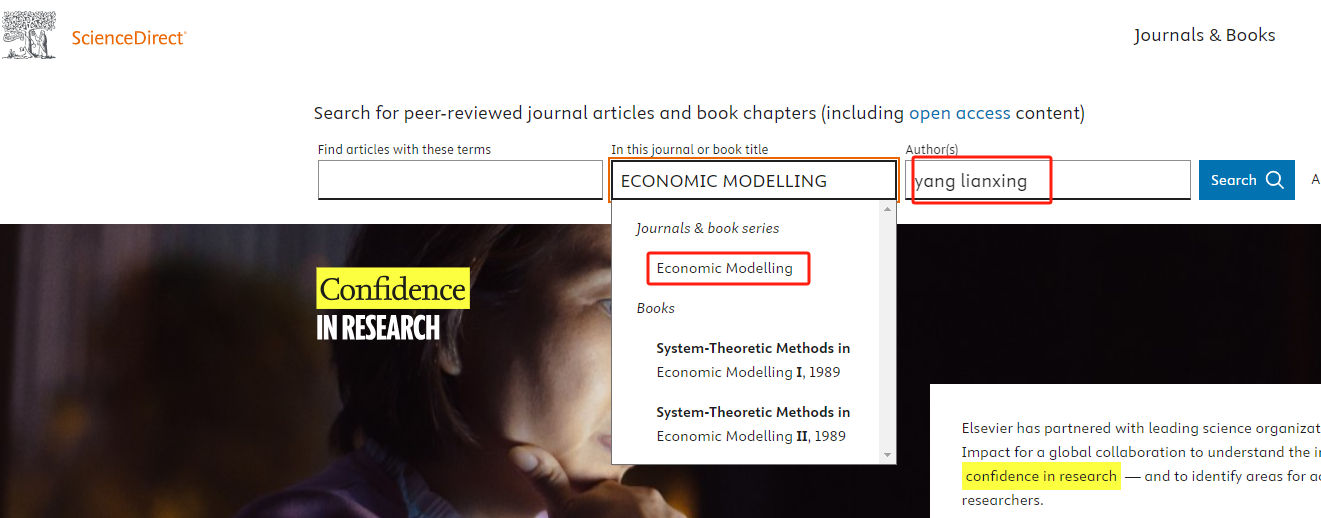 ScienceDirect
Journals & Books
Search for peer-reviewed journal articles and book chapters (including open access content)
Find articles with these terms
In this journal or book title
Author(s)
ECONOMIC MODELLING
yang lianxing
Search
A
Journals & book series
Economic Modelling
Books
System-Theoretic Methods in
Economic Modelling I, 1989
System-Theoretic Methods in
Economic Modelling II, 1989
Confidence
IN RESEARCH
Elsevier has partnered with leading science organizat
Impact for a global collaboration to understand the i
confidence in research — and to identify areas for a
researchers.